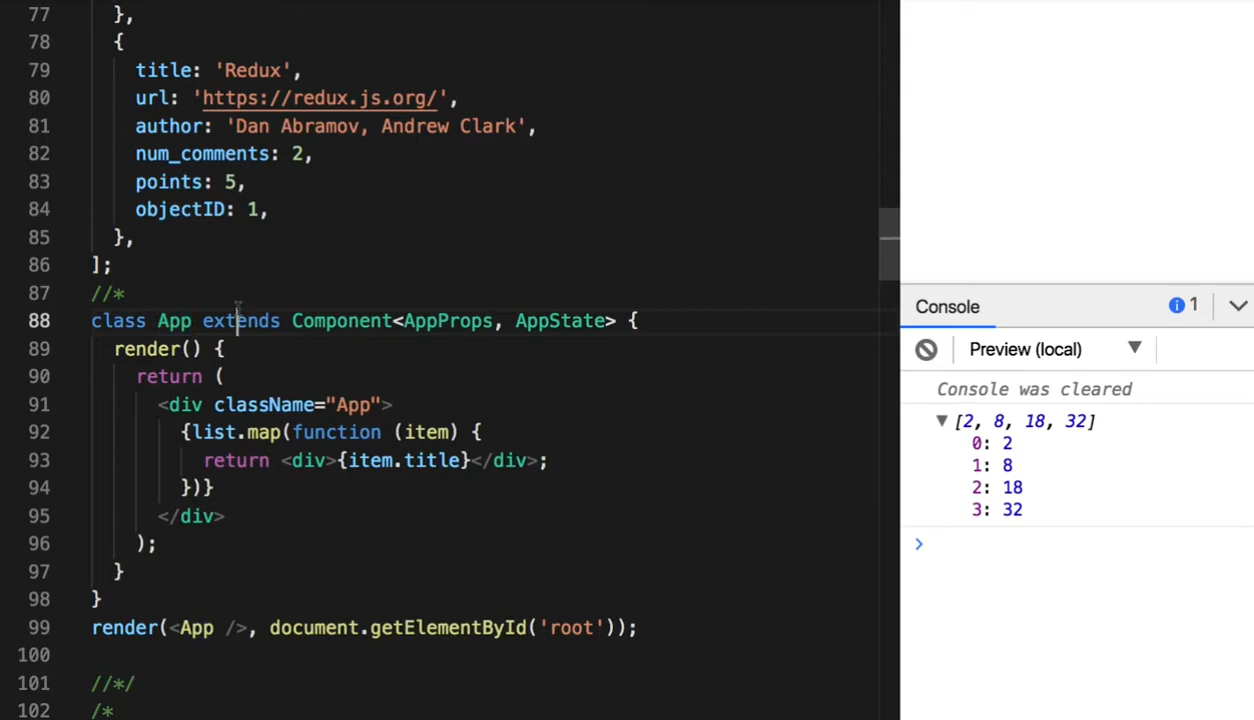 77 },
78 {
79 title: 'Redux',
80 url: 'https://redux.js.org/',
81 author: 'Dan Abramov, Andrew Clark',
82 num_comments: 2,
83 points: 5,
84 objectID: 1,
85 },
86 ];
87 //*
88 class App extends Component<AppProps, AppState> {
89 render() {
90 return (
91 <div className="App">
92 {list.map(function (item) {
93 return <div>{item.title}</div>;
94 })}
95 </div>
96 );
97 }
98 }
99 render(<App />, document.getElementById('root'));
100
101 //*/
102 /*
Console 1
Preview (local) ▼
Console was cleared
▼ [2, 8, 18, 32]
0: 2
1: 8
2: 18
3: 32
>